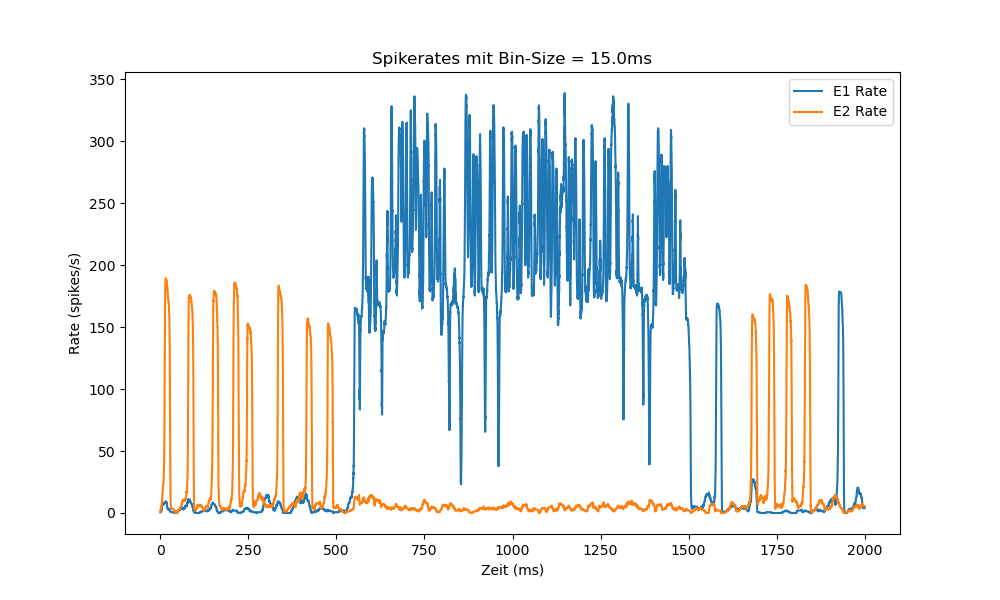 Spikerates mit Bin-Size = 15.0ms
E1 Rate
E2 Rate
Rate (spikes/s)
350
300
250
200
150
100
50
0
0 250 500 750 1000 1250 1500 1750 2000
Zeit (ms)